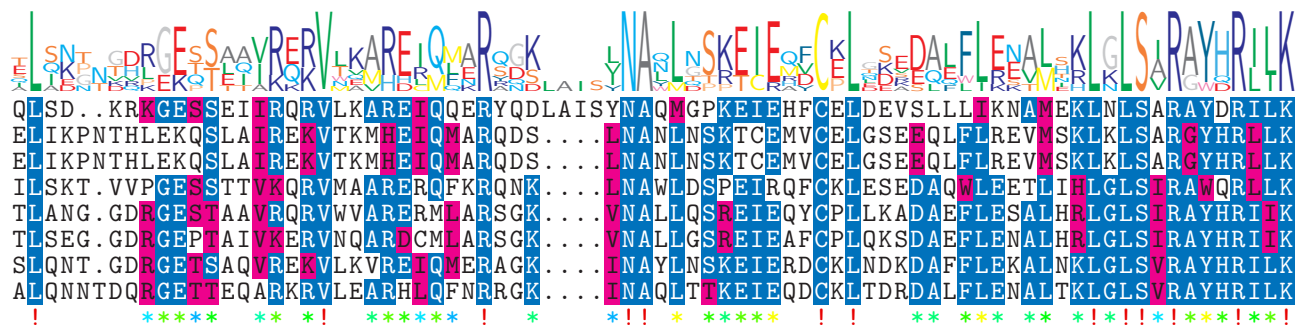 QLSD..KRKGESSEIIRQRVLKAREIQQERYQDLAISYNAQMGPKEIEHFCELDEVSLLLIKNAMEKLNLSARAYDRILK
ELIKPNTHLEKQSLAIREKVTKMHEIQMARQDS....LNANLNSKTCEMVCELGSEEQLFLREVMSKLKLSARGYHRLLK
ELIKPNTHLEKQSLAIREKVTKMHEIQMARQDS....LNANLNSKTCEMVCELGSEEQLFLREVMSKLKLSARGYHRLLK
ILSKT.VVPGESSTTVKQRVMAARERQFKRQNK....LNAWLDSPEIRQFCKLESEDAQWLEETLIHLGLSIRAWQRLLK
TLANG.GDRGESTAAVRQRVWVARERMLARSGK....VNALLQSREIEQYCPLLKADAEFLESALHRLGLSIRAYHRIIK
TLSEG.GDRGEPTAIVKERVNQARDCMLARSGK....VNALLGSREIEAFCPLQKSDAEFLENALHRLGLSIRAYHRIIK
SLQNT.GDRGETSAQVREKVLKVREIQMERAGK....INAYLNSKEIERDCKLNDKDAFFLEKALNKLGLSVRAYHRILK
ALQNNTDQRGETTEQARKRVLEARHLQFNRRGK....INAQLTTKEIEQDCKLTDRDALFLENALTKLGLSVRAYHRILK
! ***** ****! ****** ! * *!! * ***** ! ! ** ** ** **!*!!*!***!**!